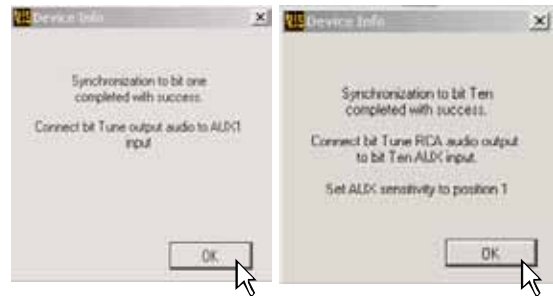 Device Info
Synchronization to bit one
completed with success.
Connect bit Tune output audio to AUX1
input
OK
Device Info
Synchronization to bit Ten
completed with success.
Connect bit Tune RCA audio output
to bit Ten AUX input.
Set AUX sensitivity to position 1
OK